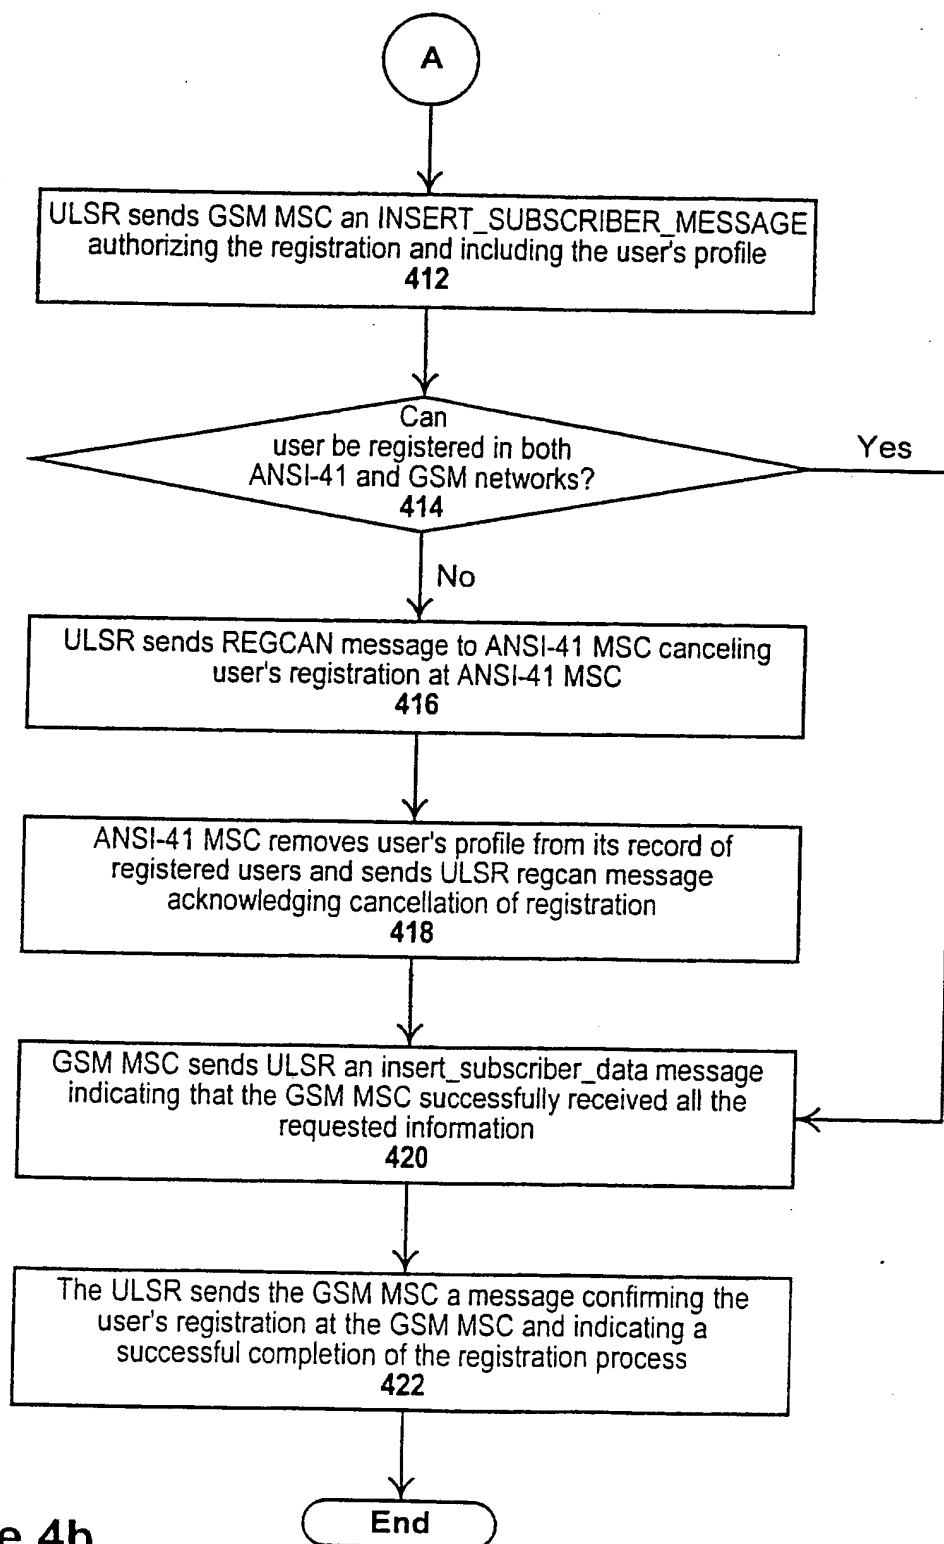 A
ULSR sends GSM MSC an INSERT_SUBSCRIBER_MESSAGE
authorizing the registration and including the user's profile
412
Can
user be registered in both
ANSI-41 and GSM networks?
414
Yes
No
ULSR sends REGCAN message to ANSI-41 MSC canceling
user's registration at ANSI-41 MSC
416
ANSI-41 MSC removes user's profile from its record of
registered users and sends ULSR regcan message
acknowledging cancellation of registration
418
GSM MSC sends ULSR an insert_subscriber_data message
indicating that the GSM MSC successfully received all the
requested information
420
The ULSR sends the GSM MSC a message confirming the
user's registration at the GSM MSC and indicating a
successful completion of the registration process
422
End
4b